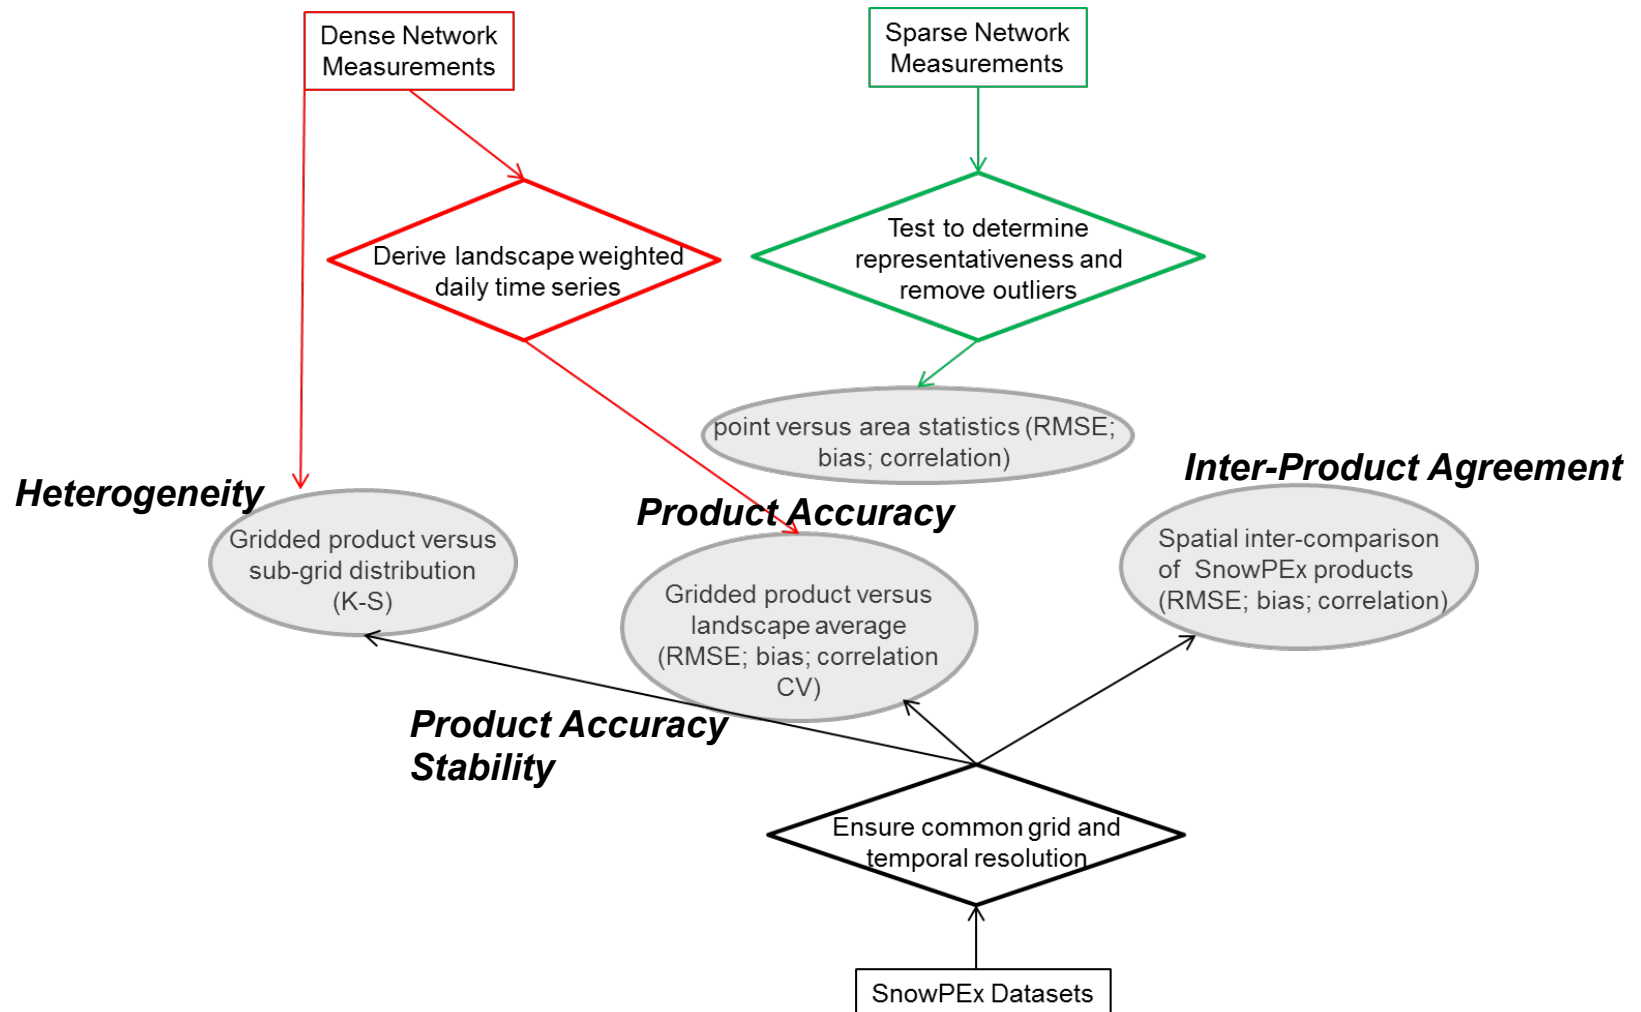 Dense Network
Measurements
Sparse Network
Measurements
Derive landscape weighted
daily time series
Test to determine
representativeness and
remove outliers
point versus area statistics (RMSE;
bias; correlation)
Heterogeneity
Product Accuracy
Inter-Product Agreement
Gridded product versus
sub-grid distribution
(K-S)
Gridded product versus
landscape average
(RMSE; bias; correlation
CV)
Spatial inter-comparison
of SnowPEx products
(RMSE; bias; correlation)
Product Accuracy
Stability
Ensure common grid and
temporal resolution
SnowPEx Datasets